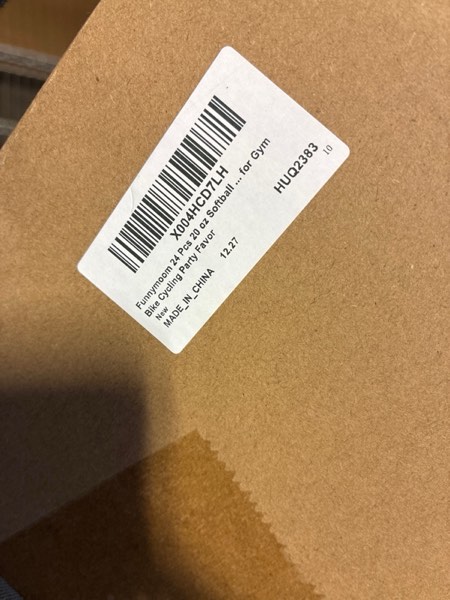 X004HCD7LH
Funnymoom 24 Pcs 20 oz Softball ... for Gym
Bike Cycling Party Favor
New
MADE_IN_CHINA 12.27
HUQ2383
10